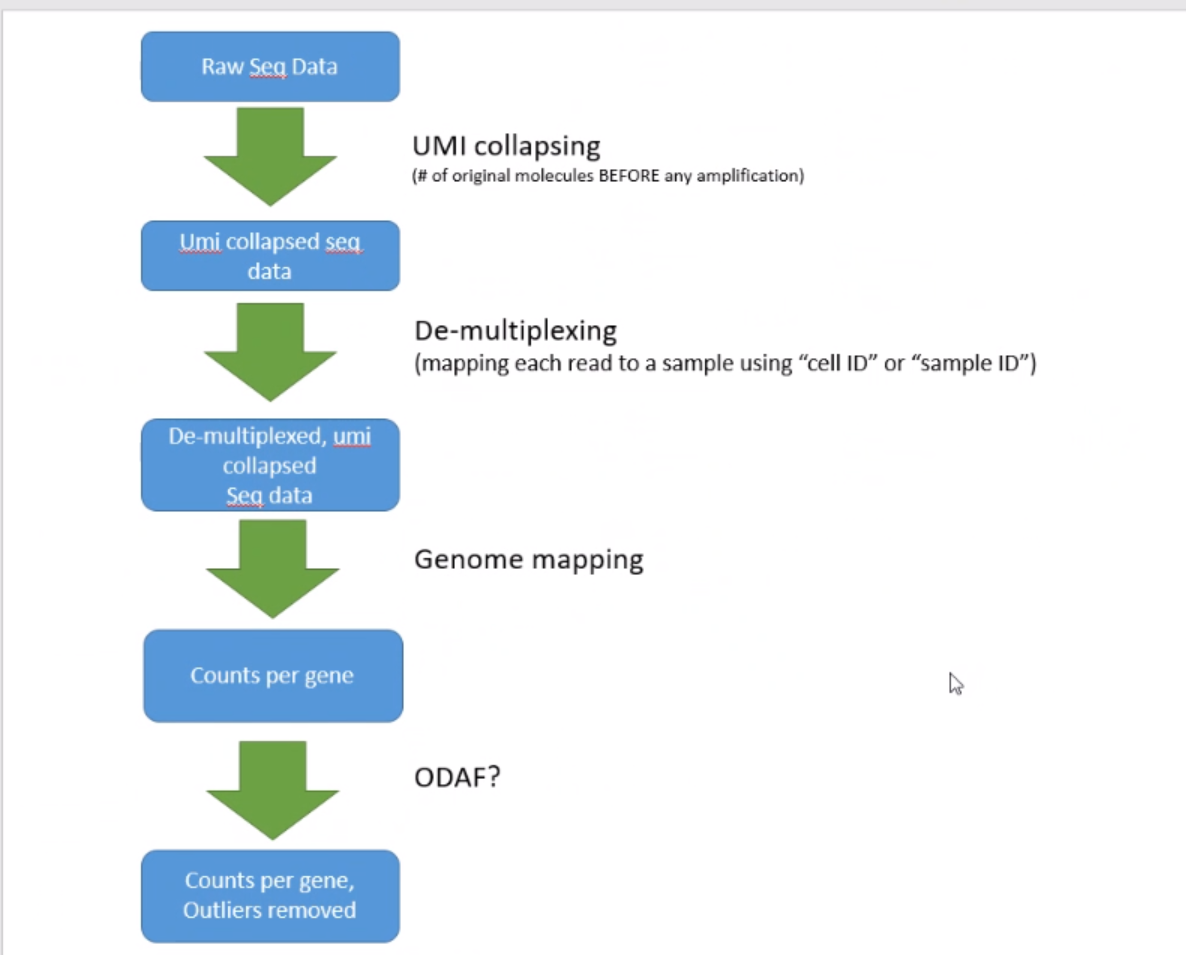 Raw Seq Data
UMI collapsing
(# of original molecules BEFORE any amplification)
Umi collapsed seq
data
De-multiplexing
(mapping each read to a sample using “cell ID” or “sample ID”)
De-multiplexed, umi
collapsed
Seq data
Genome mapping
Counts per gene
ODAF?
Counts per gene,
Outliers removed